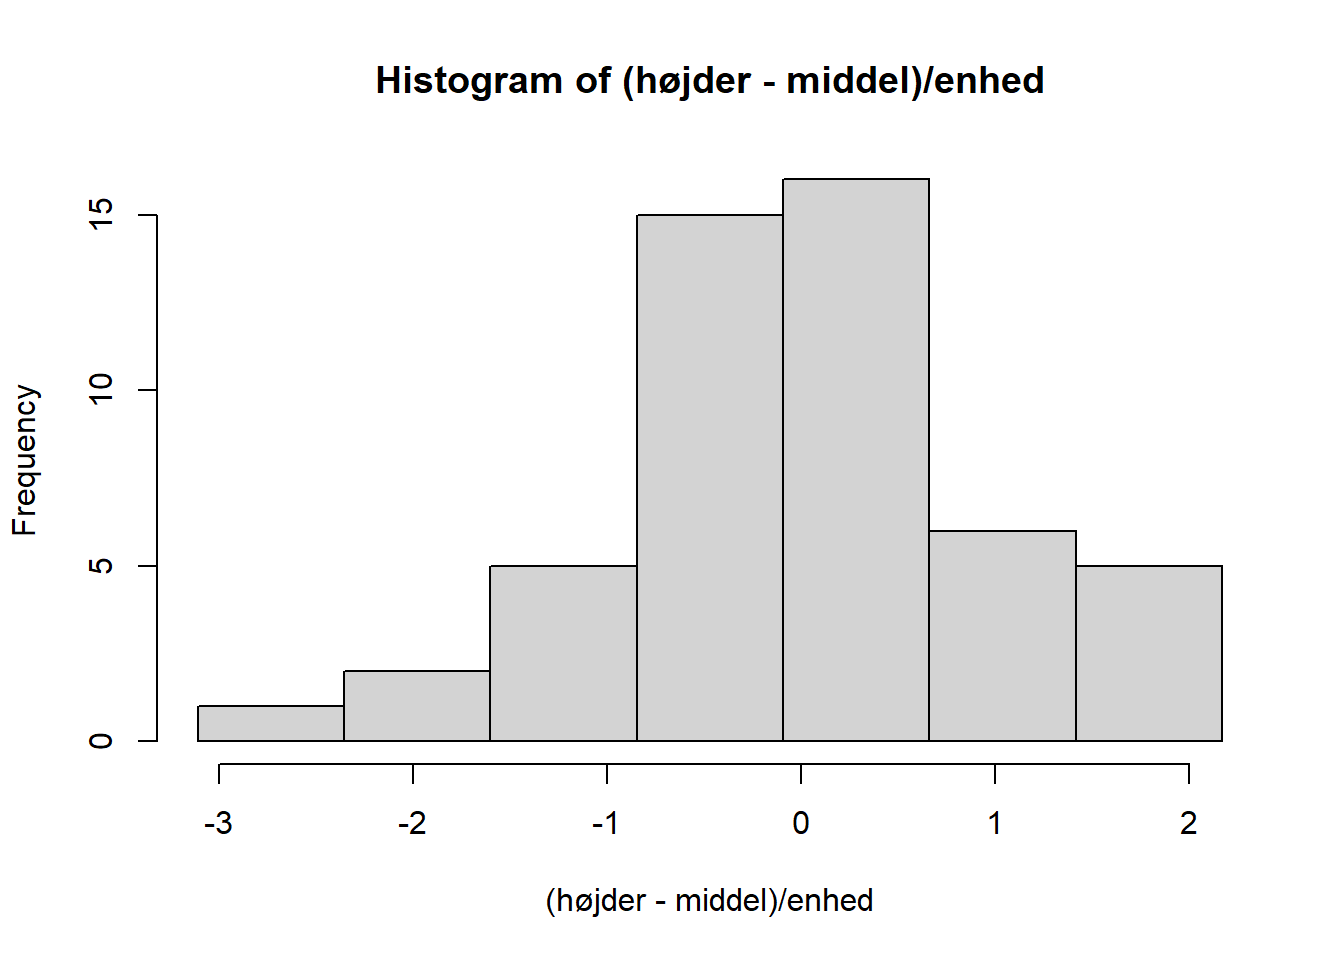 Histogram of (højder - middel)/enhed
Frequency
15
10
5
0
-3 -2 -1 0 1 2
(højder - middel)/enhed